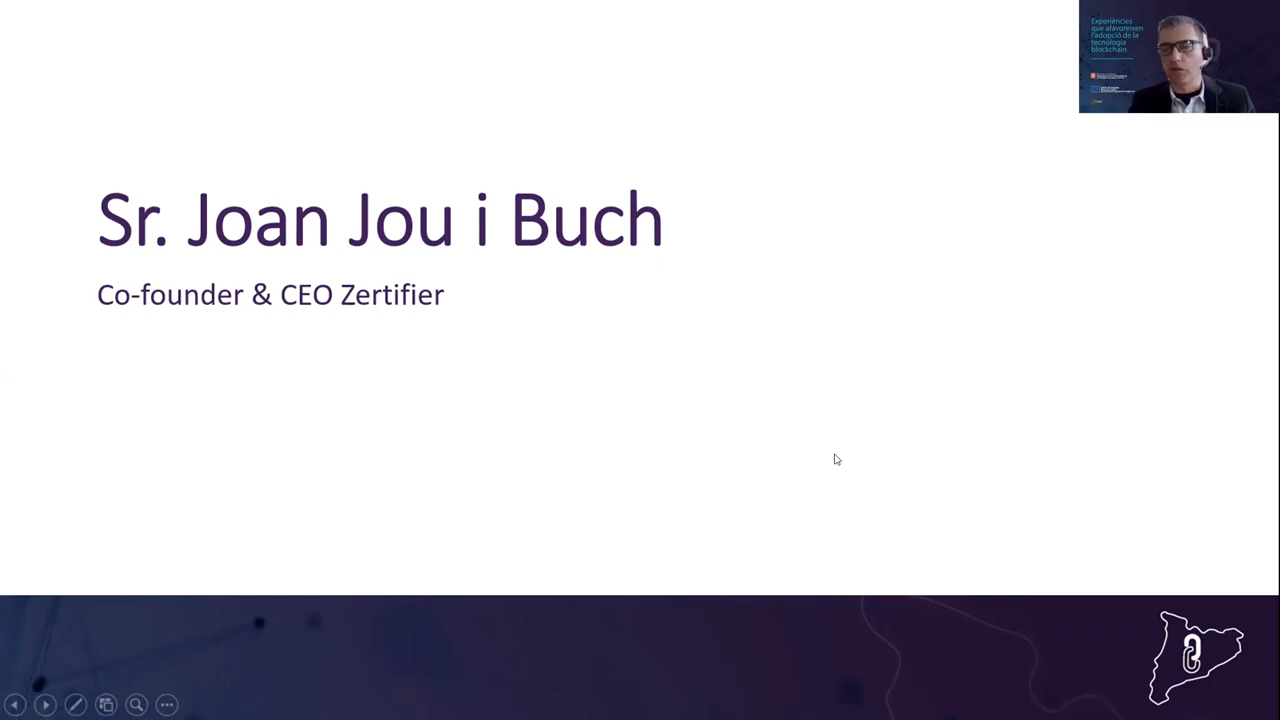 Experiències
que afavoreixen
l'adopció de la
tecnologia
blockchain
Sr. Joan Jou i Buch
Co-founder & CEO Zertifier